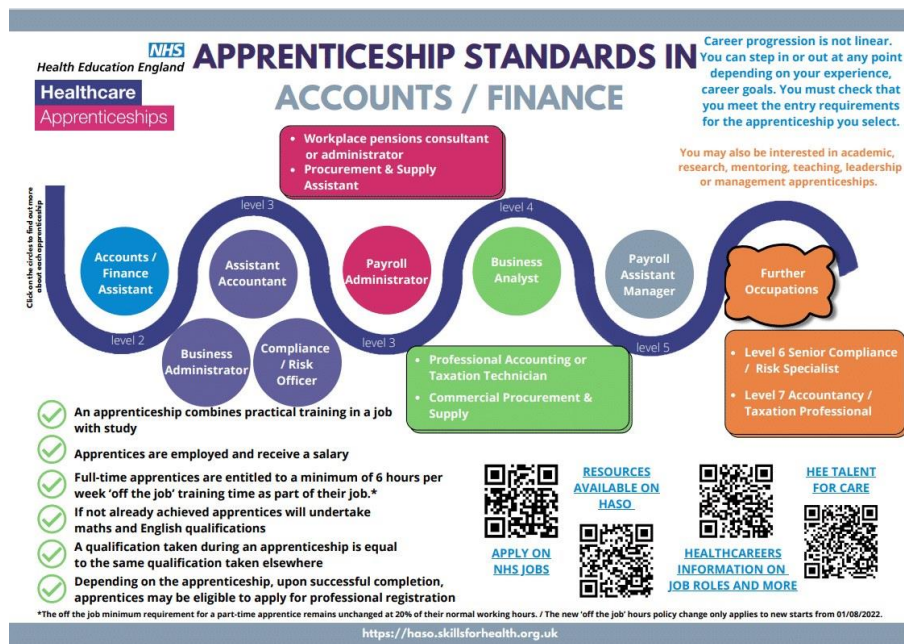 NHS
Health Education England
Healthcare
Apprenticeships
APPRENTICESHIP STANDARDS IN
ACCOUNTS / FINANCE
Career progression is not linear.
You can step in or out at any point
depending on your experience,
career goals. You must check that
you meet the entry requirements
for the apprenticeship you select.
You may also be interested in academic,
research, mentoring, teaching, leadership
or management apprenticeships.
Click on the circles to find out more
about each apprenticeship
• Workplace pensions consultant
or administrator
• Procurement & Supply
Assistant
level 3
level 4
Accounts /
Finance
Assistant
Assistant
Accountant
Payroll
Administrator
Business
Analyst
Payroll
Assistant
Manager
Further
Occupations
level 2
Business
Administrator
Compliance
/ Risk
Officer
level 3
level 5
• Professional Accounting or
Taxation Technician
• Commercial Procurement &
Supply
• Level 6 Senior Compliance
/ Risk Specialist
• Level 7 Accountancy /
Taxation Professional
An apprenticeship combines practical training in a job
with study
Apprentices are employed and receive a salary
Full-time apprentices are entitled to a minimum of 6 hours per
week ‘off the job’ training time as part of their job.*
If not already achieved apprentices will undertake
maths and English qualifications
A qualification taken during an apprenticeship is equal
to the same qualification taken elsewhere
Depending on the apprenticeship, upon successful completion,
apprentices may be eligible to apply for professional registration
APPLY ON
NHS JOBS
RESOURCES
AVAILABLE ON
HASO
HEALTHCAREERS
INFORMATION ON
JOB ROLES AND MORE
HEE TALENT
FOR CARE
*The off the job minimum requirement for a part-time apprentice remains unchanged at 20% of their normal working hours. / The new ‘off the job’ hours policy change only applies to new starts from 01/08/2022.
https://haso.skillsforhealth.org.uk